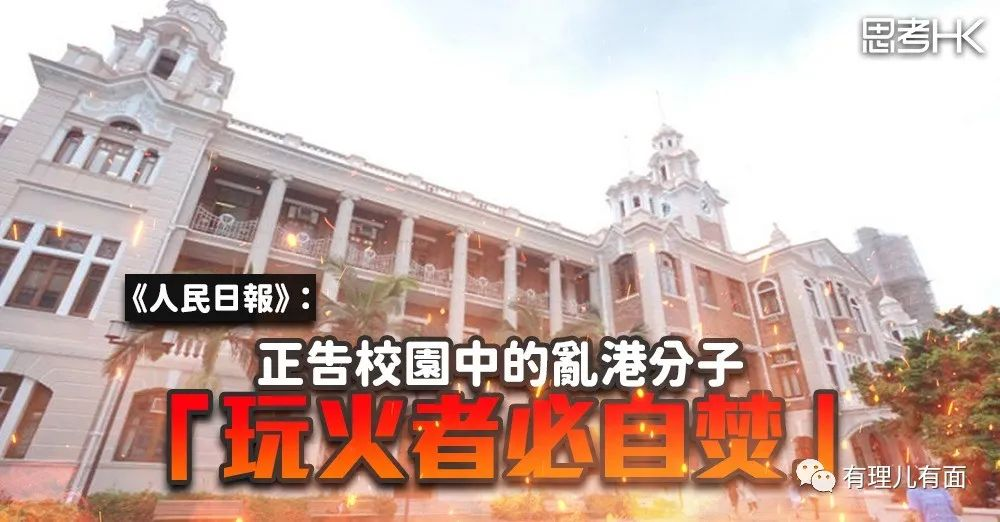 思考HK
《人民日報》：
正告校園中的亂港分子
「玩火者必自焚」
有理儿有面